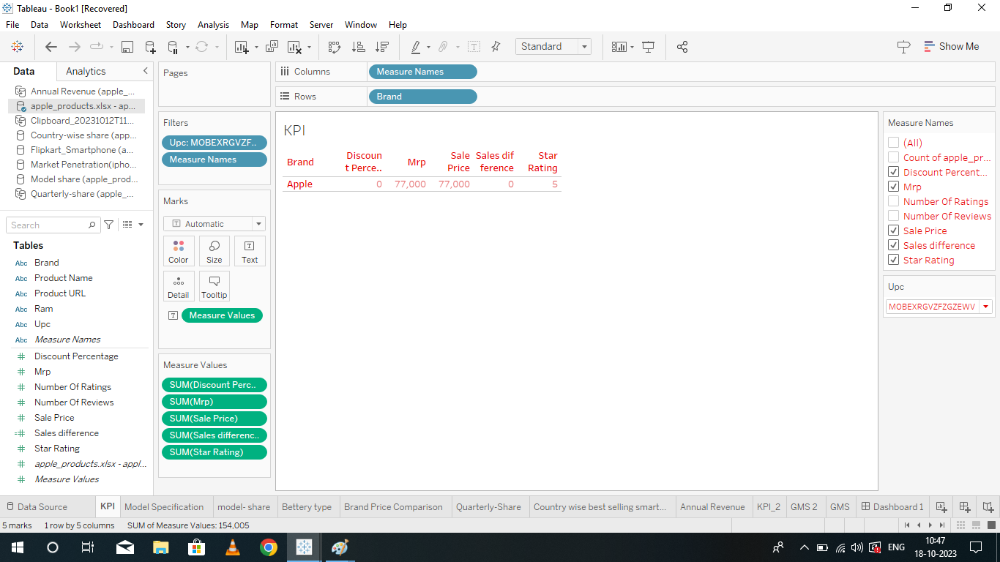 Tableau - Book1 [Recovered]
File Data Worksheet Dashboard Story Analysis Map Format Server Window Help
Standard
Show Me
Data Analytics
Annual Revenue (apple_...
apple_products.xlsx - ap...
Clipboard_20231012T11...
Country-wise share (app...
Flipkart_Smartphone (a...
Market Penetration(ipho...
Model share (apple_prod...
Quarterly-share (apple_...
Search
Tables
Abc Brand
Abc Product Name
Abc Product URL
Abc Ram
Abc Upc
Abc Measure Names
# Discount Percentage
# Mrp
# Number Of Ratings
# Number Of Reviews
# Sale Price
=# Sales difference
# Star Rating
# apple_products.xlsx - appl...
# Measure Values
Pages
Filters
Upc: MOBEXRGVZF..
Measure Names
Marks
T Automatic
Color Size Text
Detail Tooltip
T Measure Values
Measure Values
SUM(Discount Perc..
SUM(Mrp)
SUM(Sale Price)
SUM(Sales differenc..
SUM(Star Rating)
Columns Measure Names
Rows Brand
KPI
Discoun Sale Sales dif Star
Brand t Perce.. Mrp Price ference Rating
Apple 0 77,000 77,000 0 5
Measure Names
(All)
Count of apple_pr...
Discount Percent...
Mrp
Number Of Ratings
Number Of Reviews
Sale Price
Sales difference
Star Rating
Upc
MOBEXRGVZFZGZEWV
Data Source KPI Model Specification model- share Bettery type Brand Price Comparison Quarterly-Share Country wise best selling smart... Annual Revenue KPI_2 GMS 2 GMS Dashboard 1
5 marks 1 row by 5 columns SUM of Measure Values: 154,005
ENG
10:47
18-10-2023